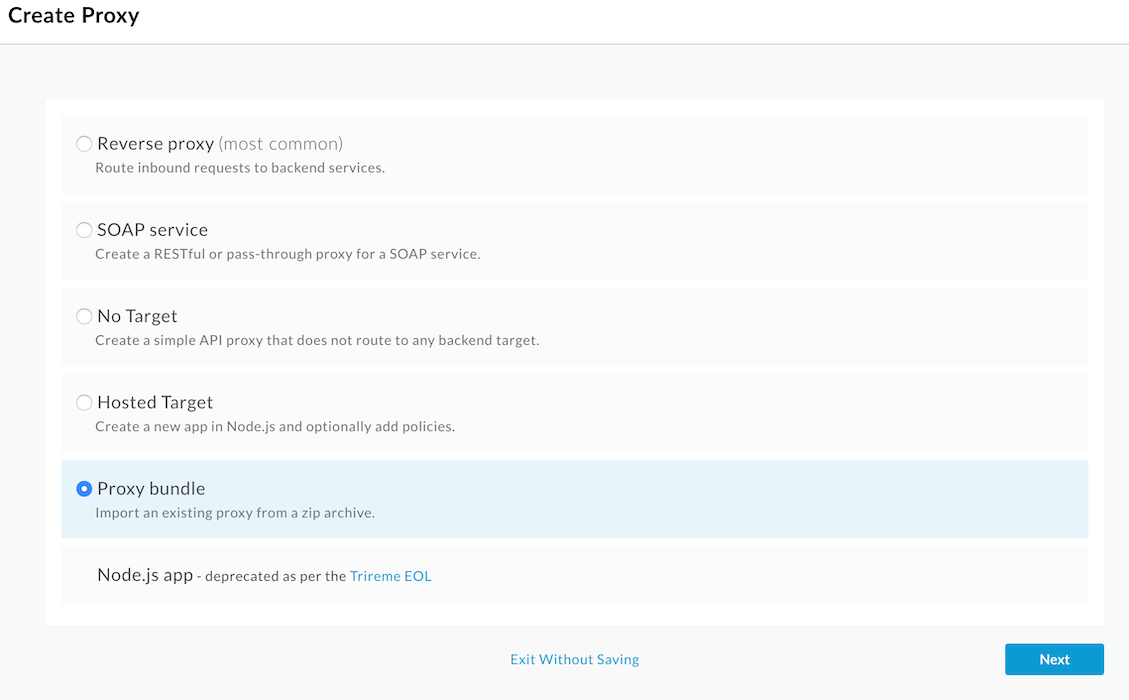 Create Proxy
Reverse proxy (most common)
Route inbound requests to backend services.
SOAP service
Create a RESTful or pass-through proxy for a SOAP service.
No Target
Create a simple API proxy that does not route to any backend target.
Hosted Target
Create a new app in Node.js and optionally add policies.
Proxy bundle
Import an existing proxy from a zip archive.
Node.js app - deprecated as per the Trireme EOL
Exit Without Saving
Next